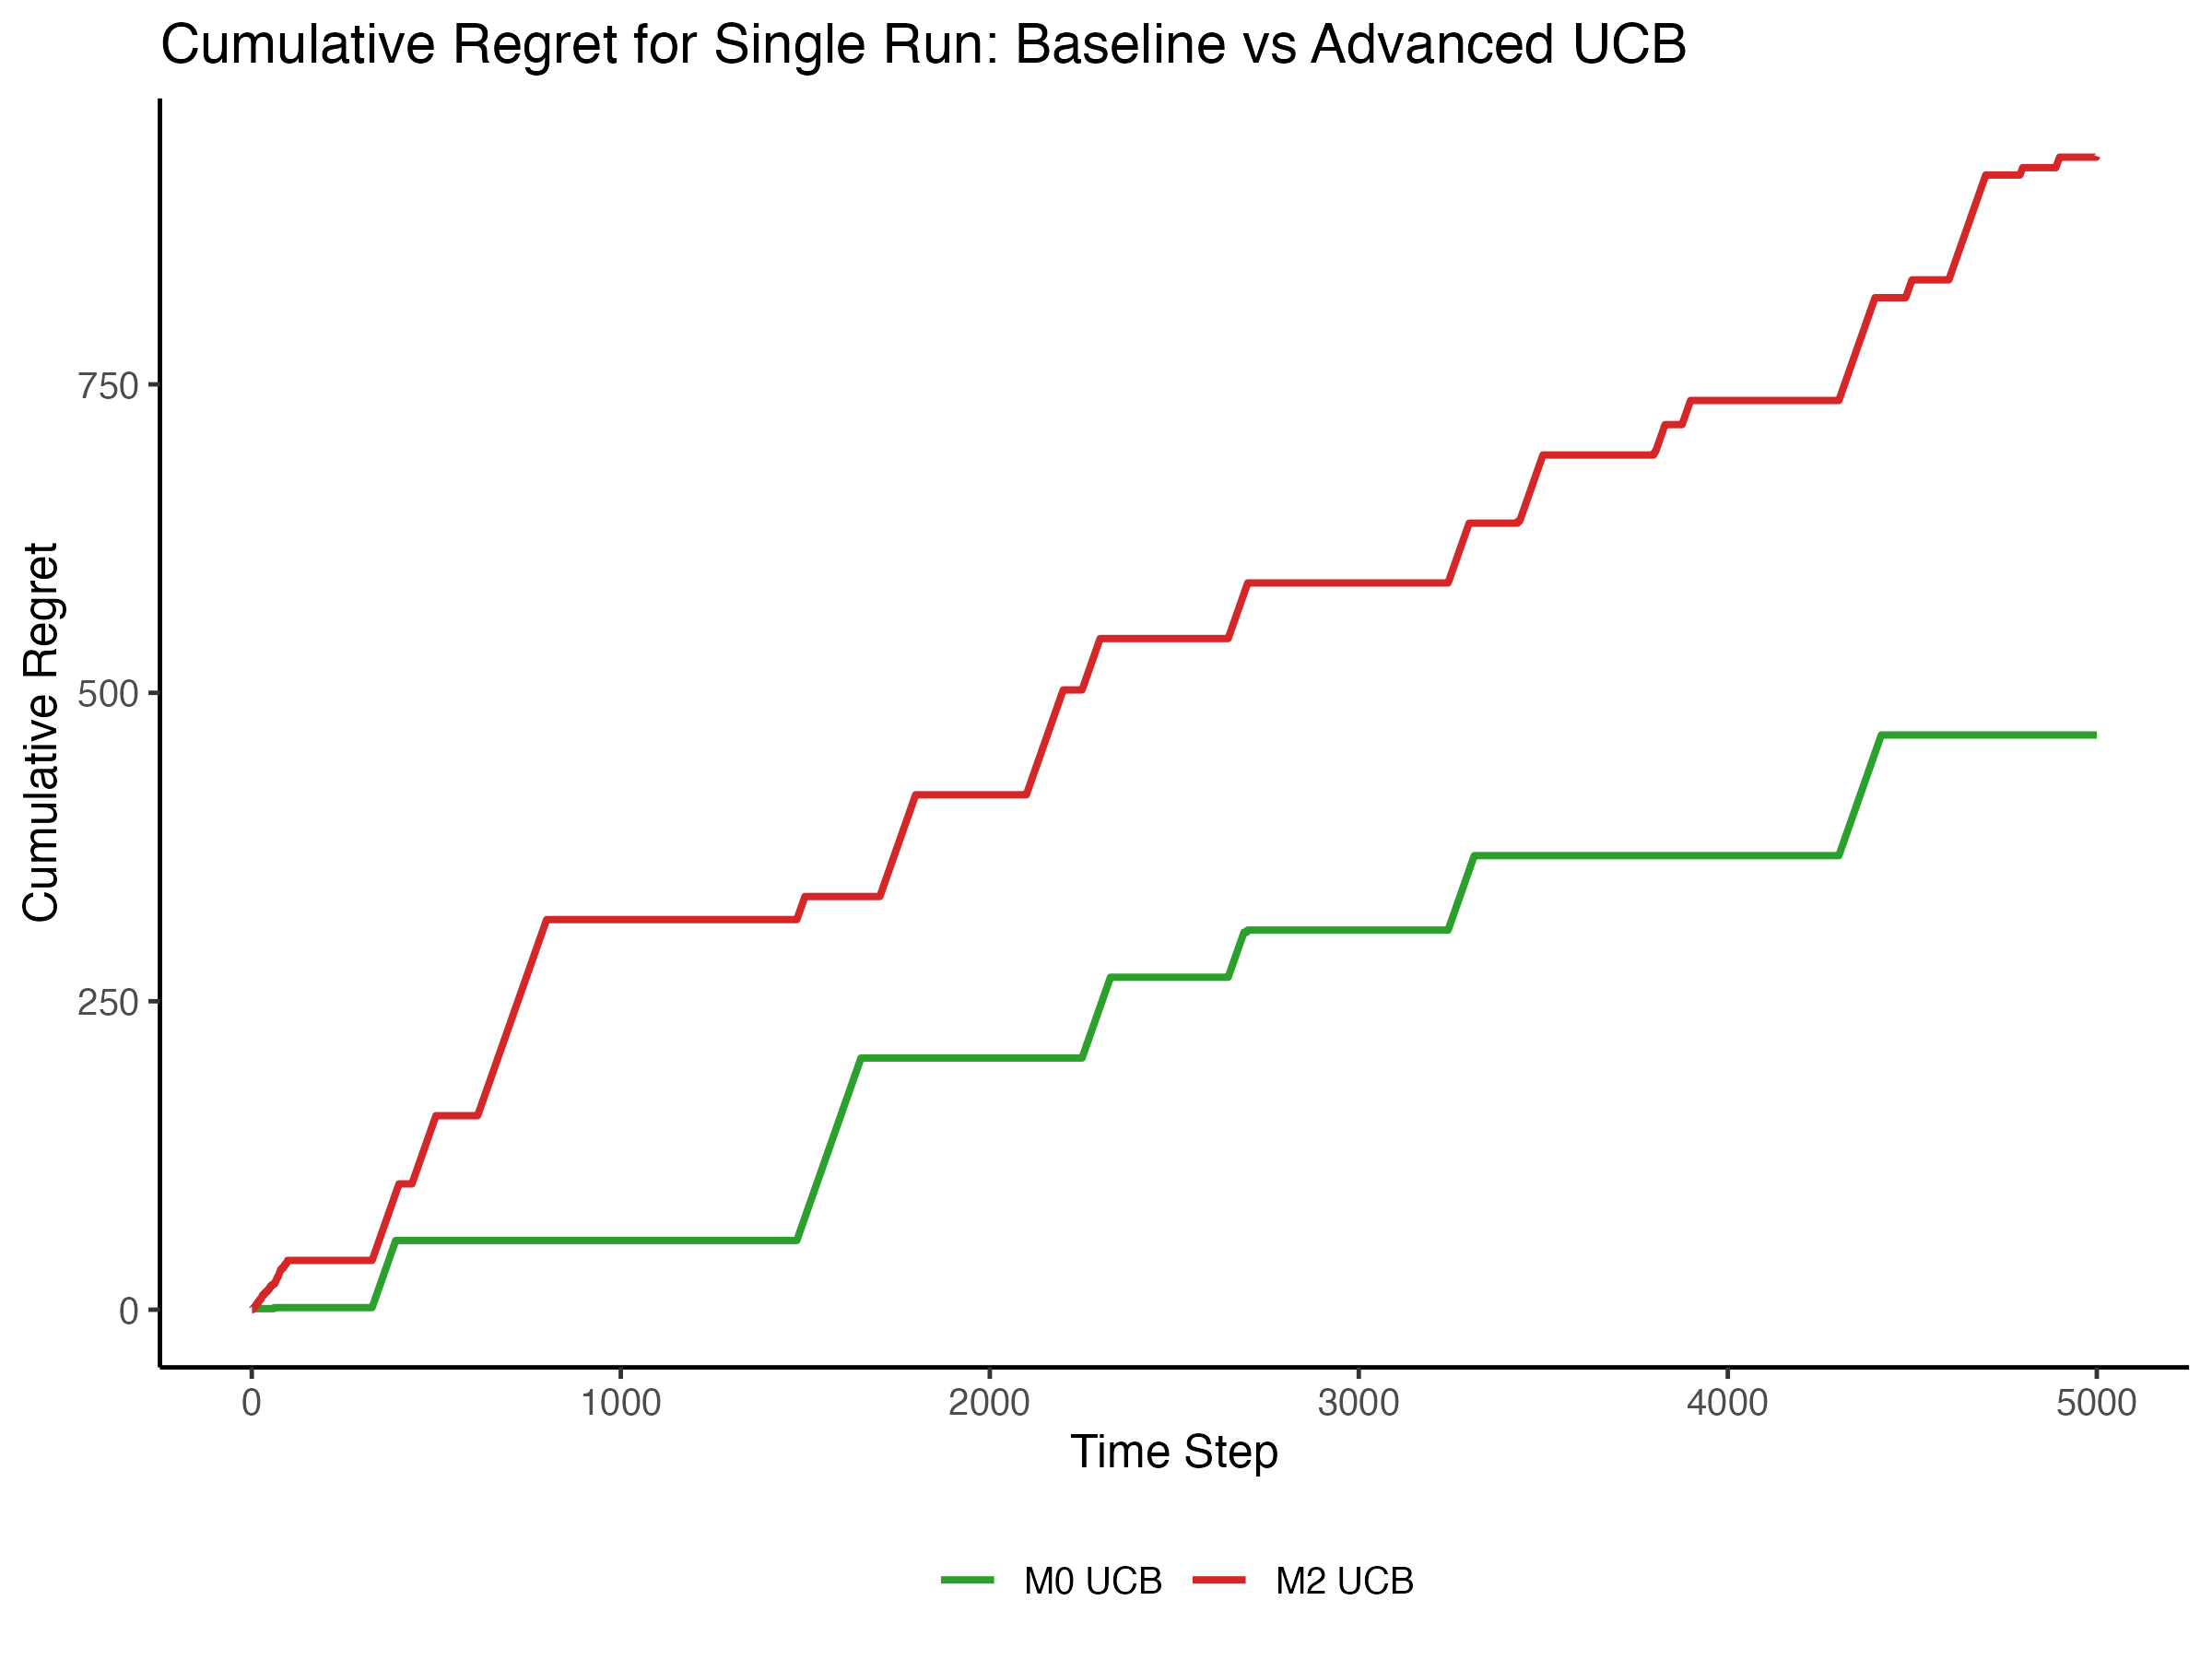 Cumulative Regret for Single Run: Baseline vs Advanced UCB
Cumulative Regret
750
500
250
0
0 1000 2000 3000 4000 5000
Time Step
M0 UCB M2 UCB